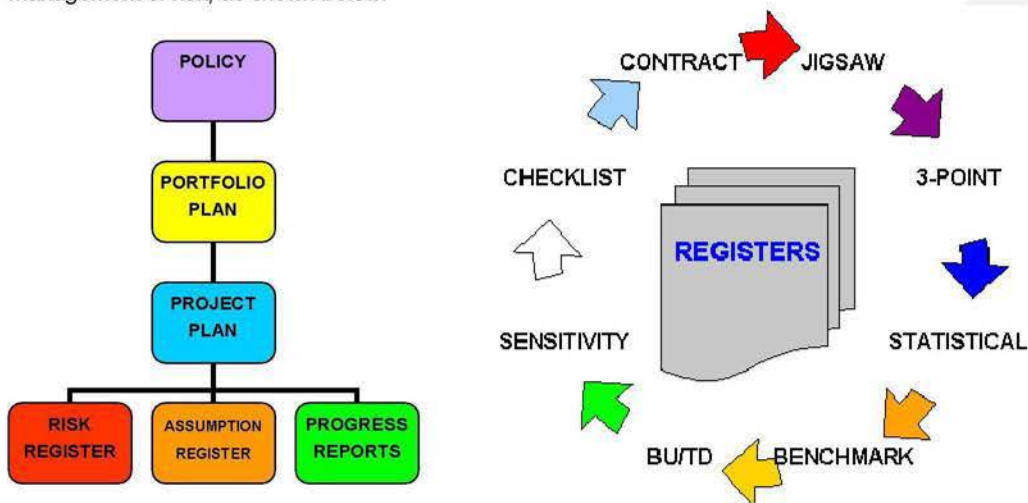 POLICY
PORTFOLIO
PLAN
PROJECT
PLAN
RISK
REGISTER
ASSUMPTION
REGISTER
PROGRESS
REPORTS
CONTRACT
JIGSAW
3-POINT
STATISTICAL
BENCHMARK
BU/TD
SENSITIVITY
CHECKLIST
REGISTERS